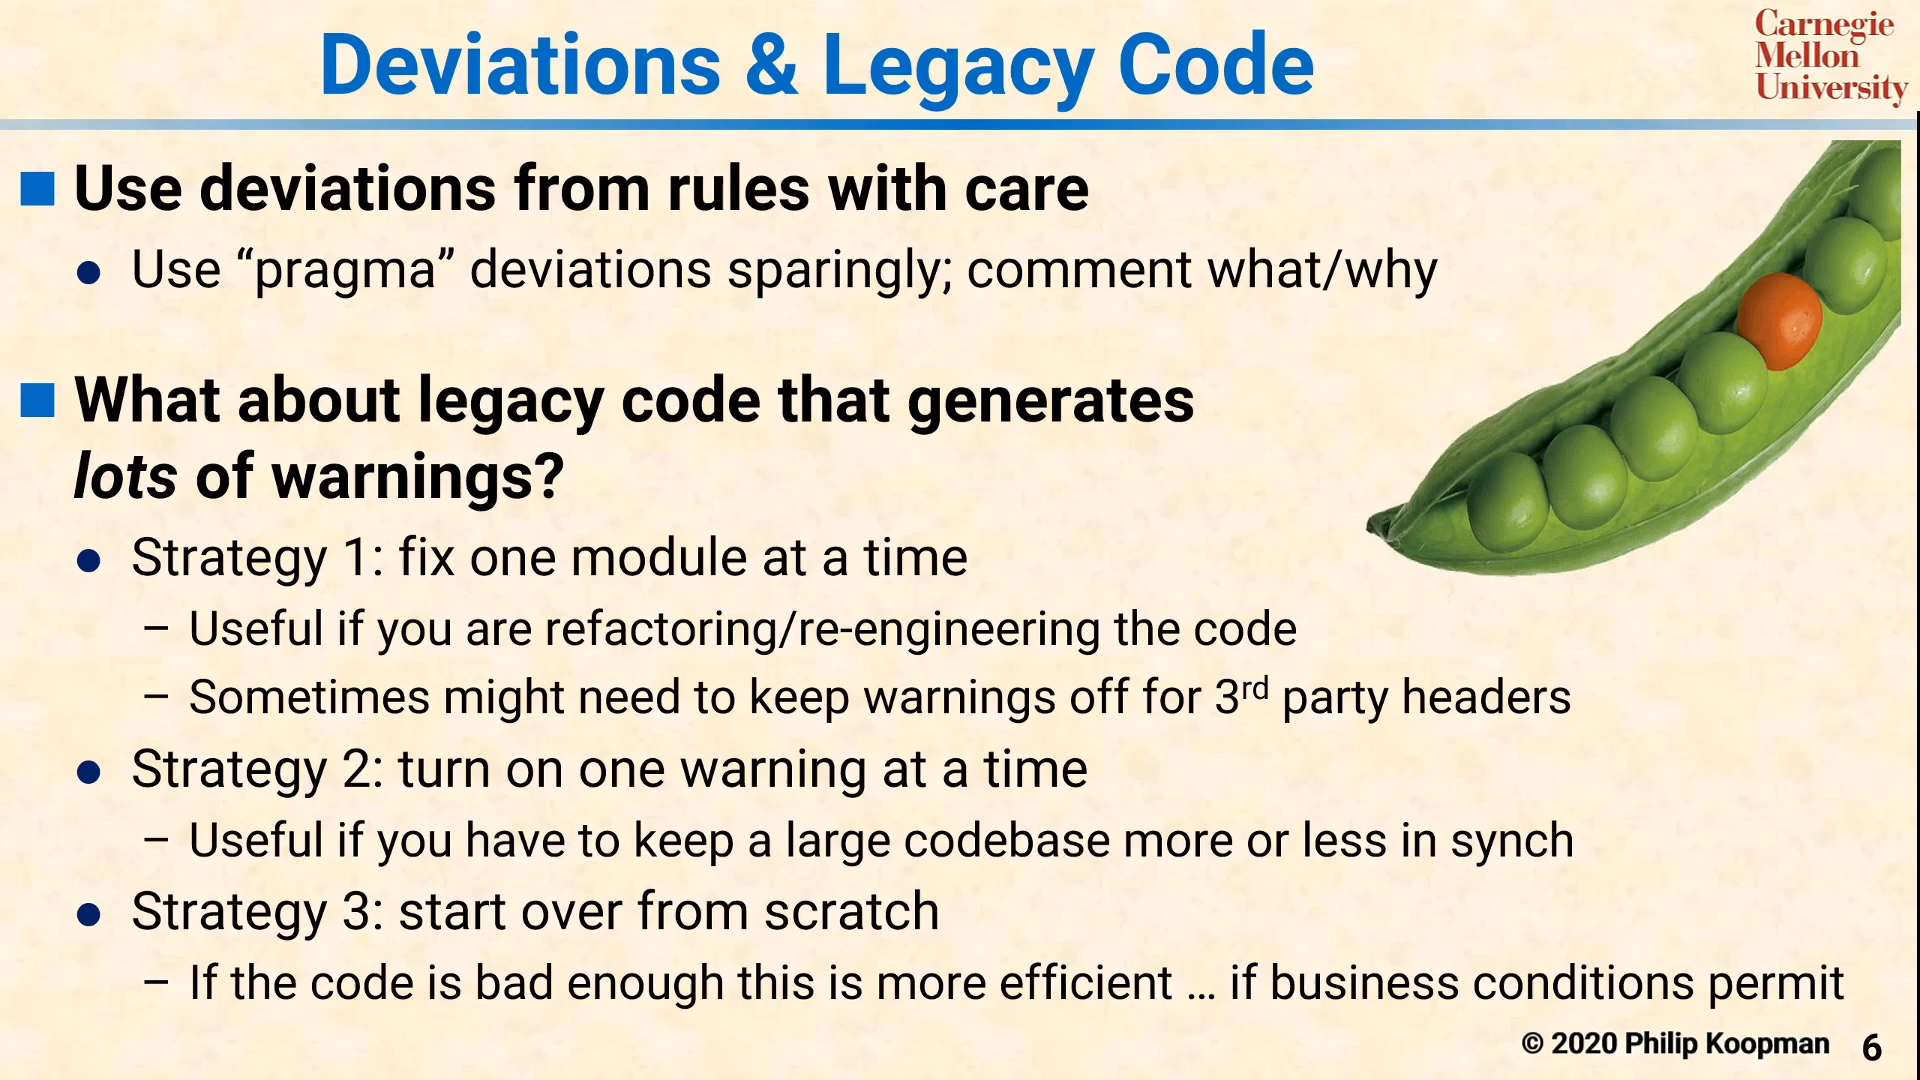 Deviations & Legacy Code
Carnegie
Mellon
University
Use deviations from rules with care
Use “pragma” deviations sparingly; comment what/why
What about legacy code that generates
lots of warnings?
Strategy 1: fix one module at a time
– Useful if you are refactoring/re-engineering the code
– Sometimes might need to keep warnings off for 3rd party headers
Strategy 2: turn on one warning at a time
– Useful if you have to keep a large codebase more or less in synch
Strategy 3: start over from scratch
– If the code is bad enough this is more efficient … if business conditions permit
© 2020 Philip Koopman 6